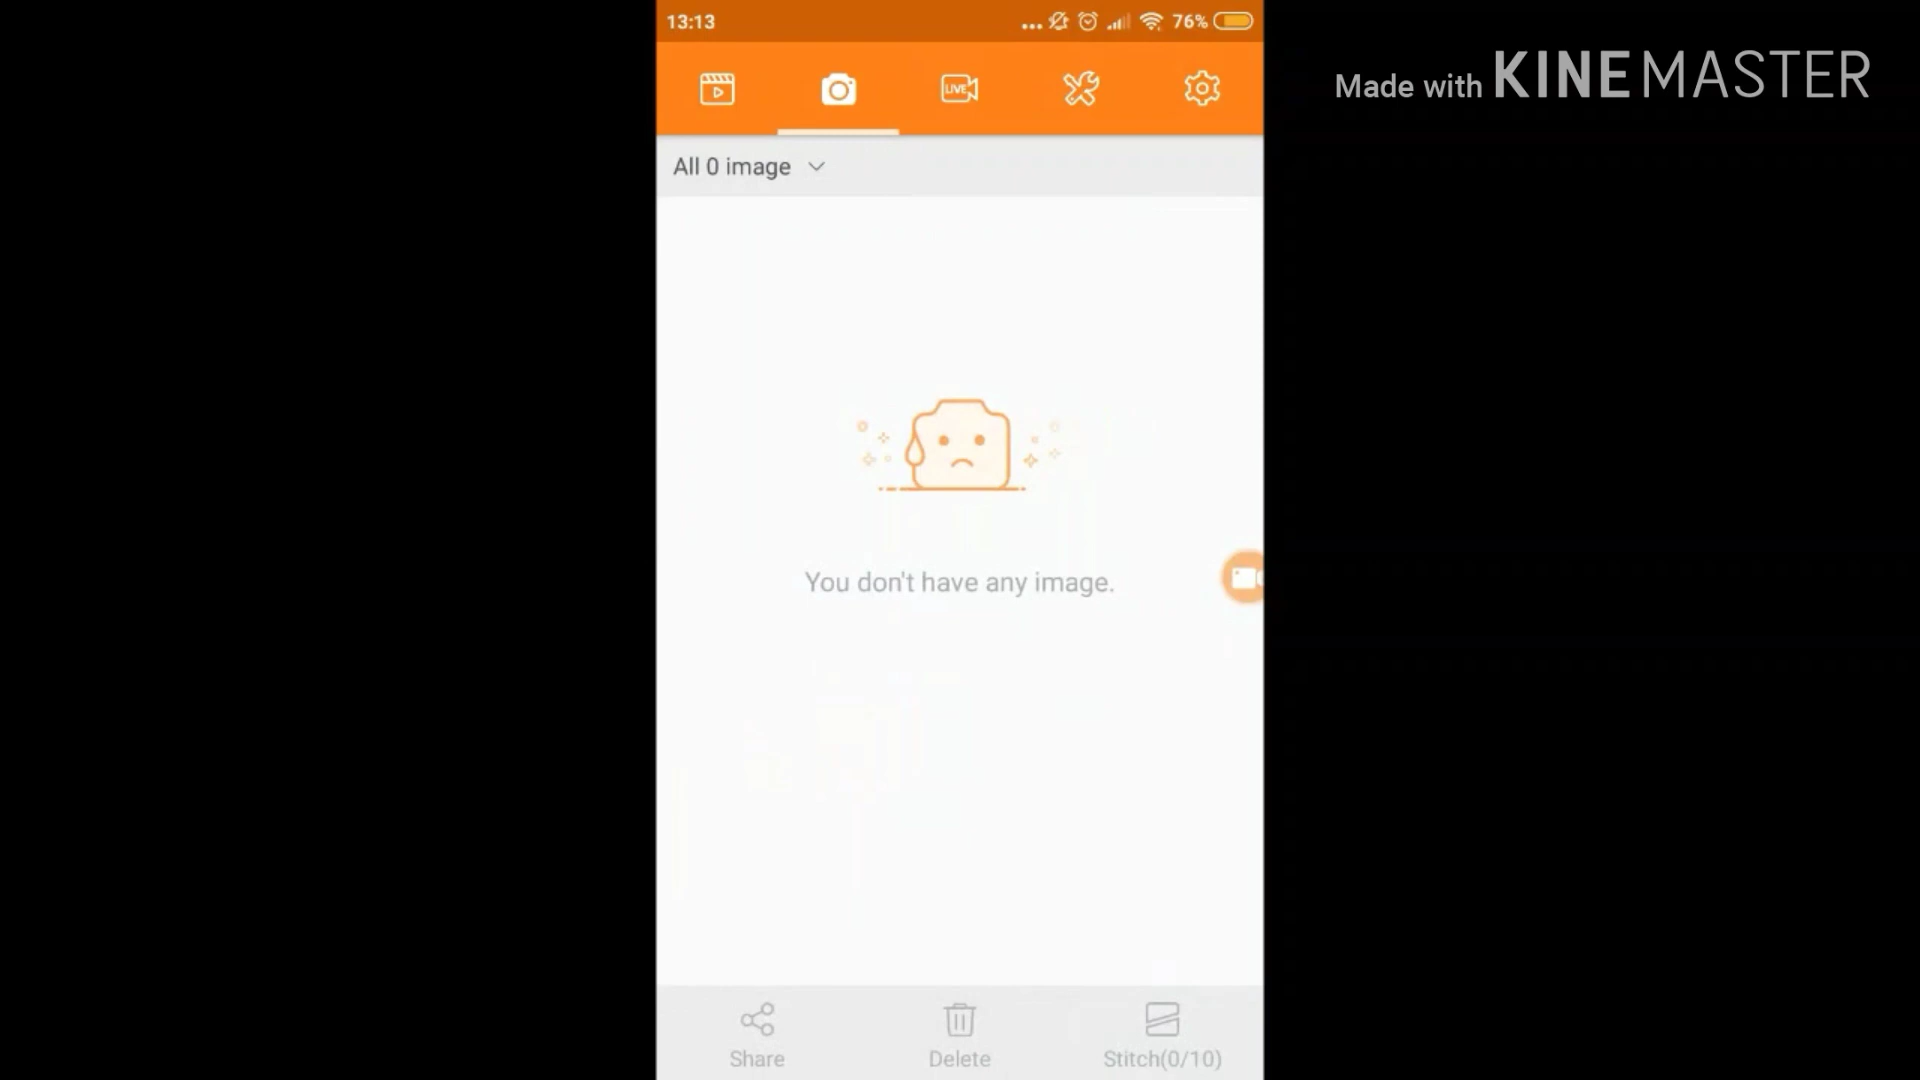 13:13
76%
Made with KINEMASTER
LIVE
All 0 image
You don't have any image.
Share
Delete
Stitch(0/10)